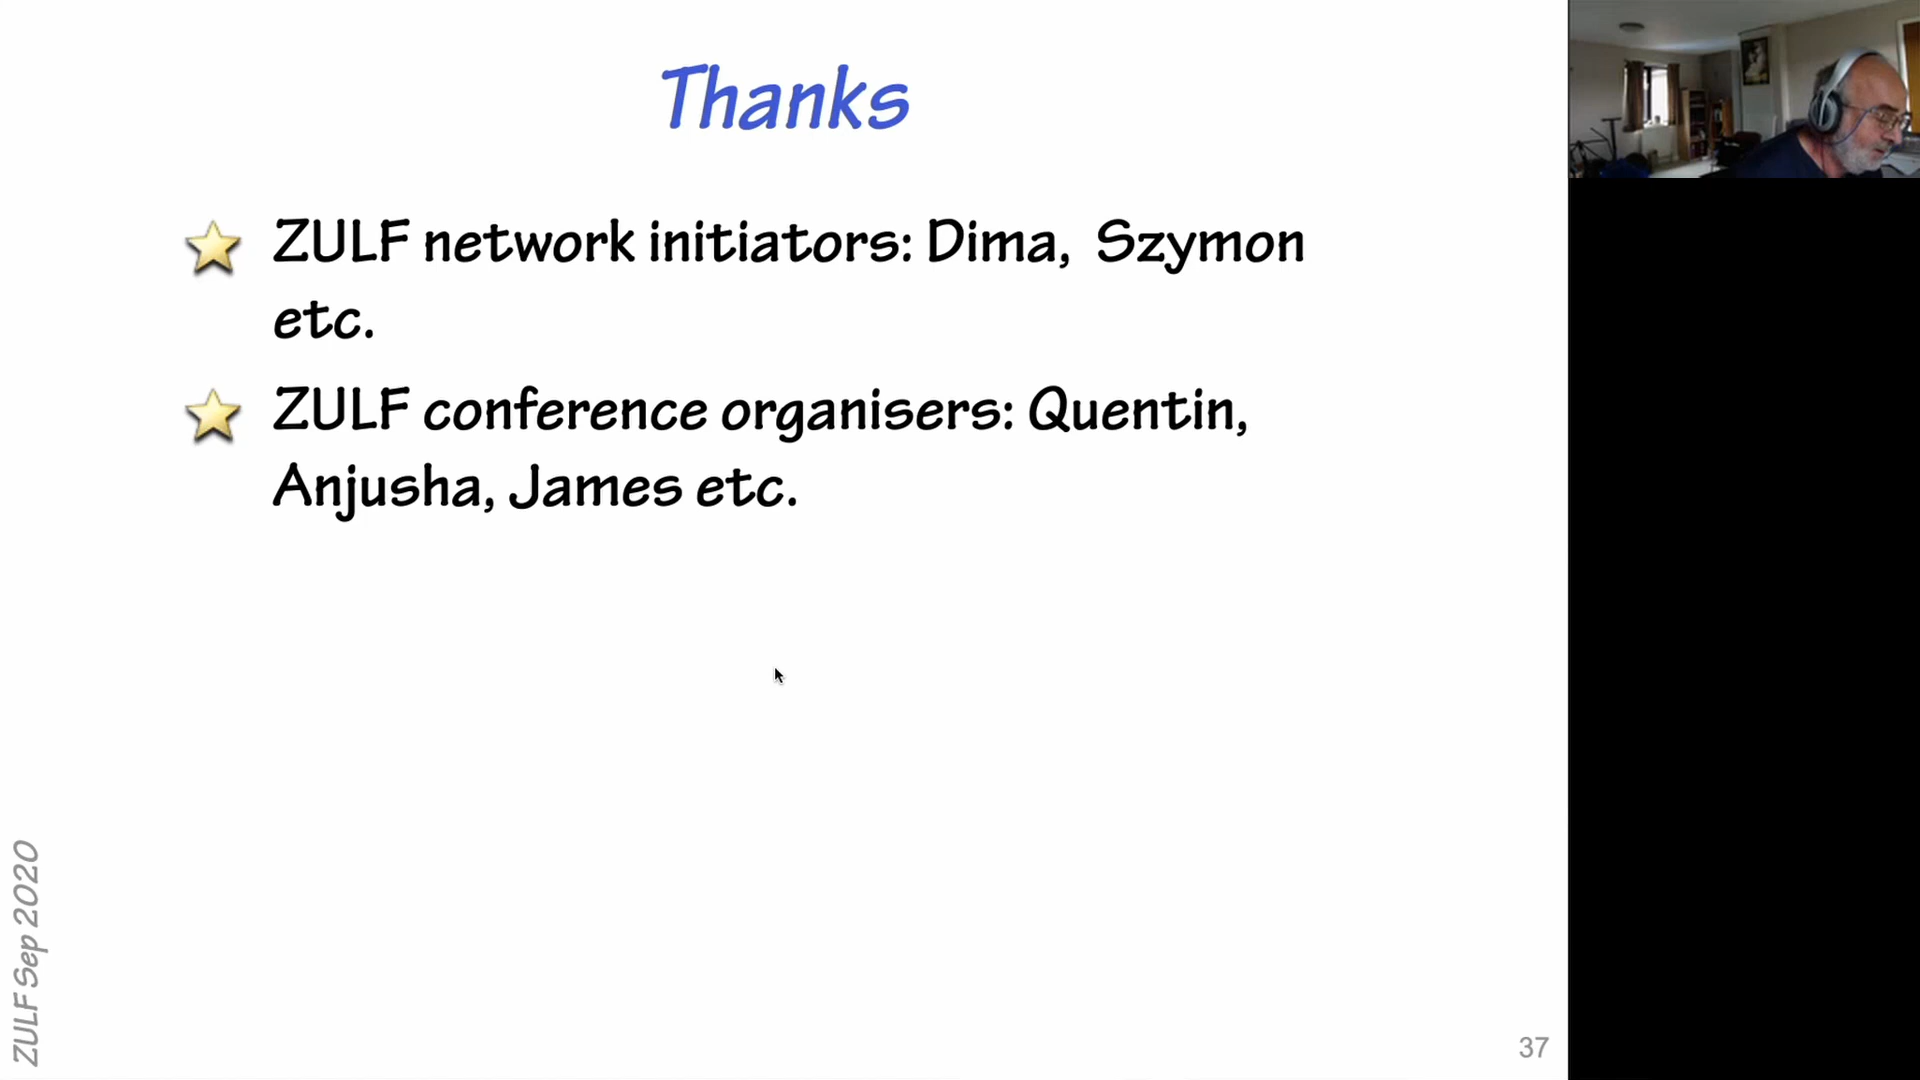 Thanks
ZULF network initiators: Dima, Szymon
etc.
ZULF conference organisers: Quentin,
Anjusha, James etc.
ZULF Sep 2020
37